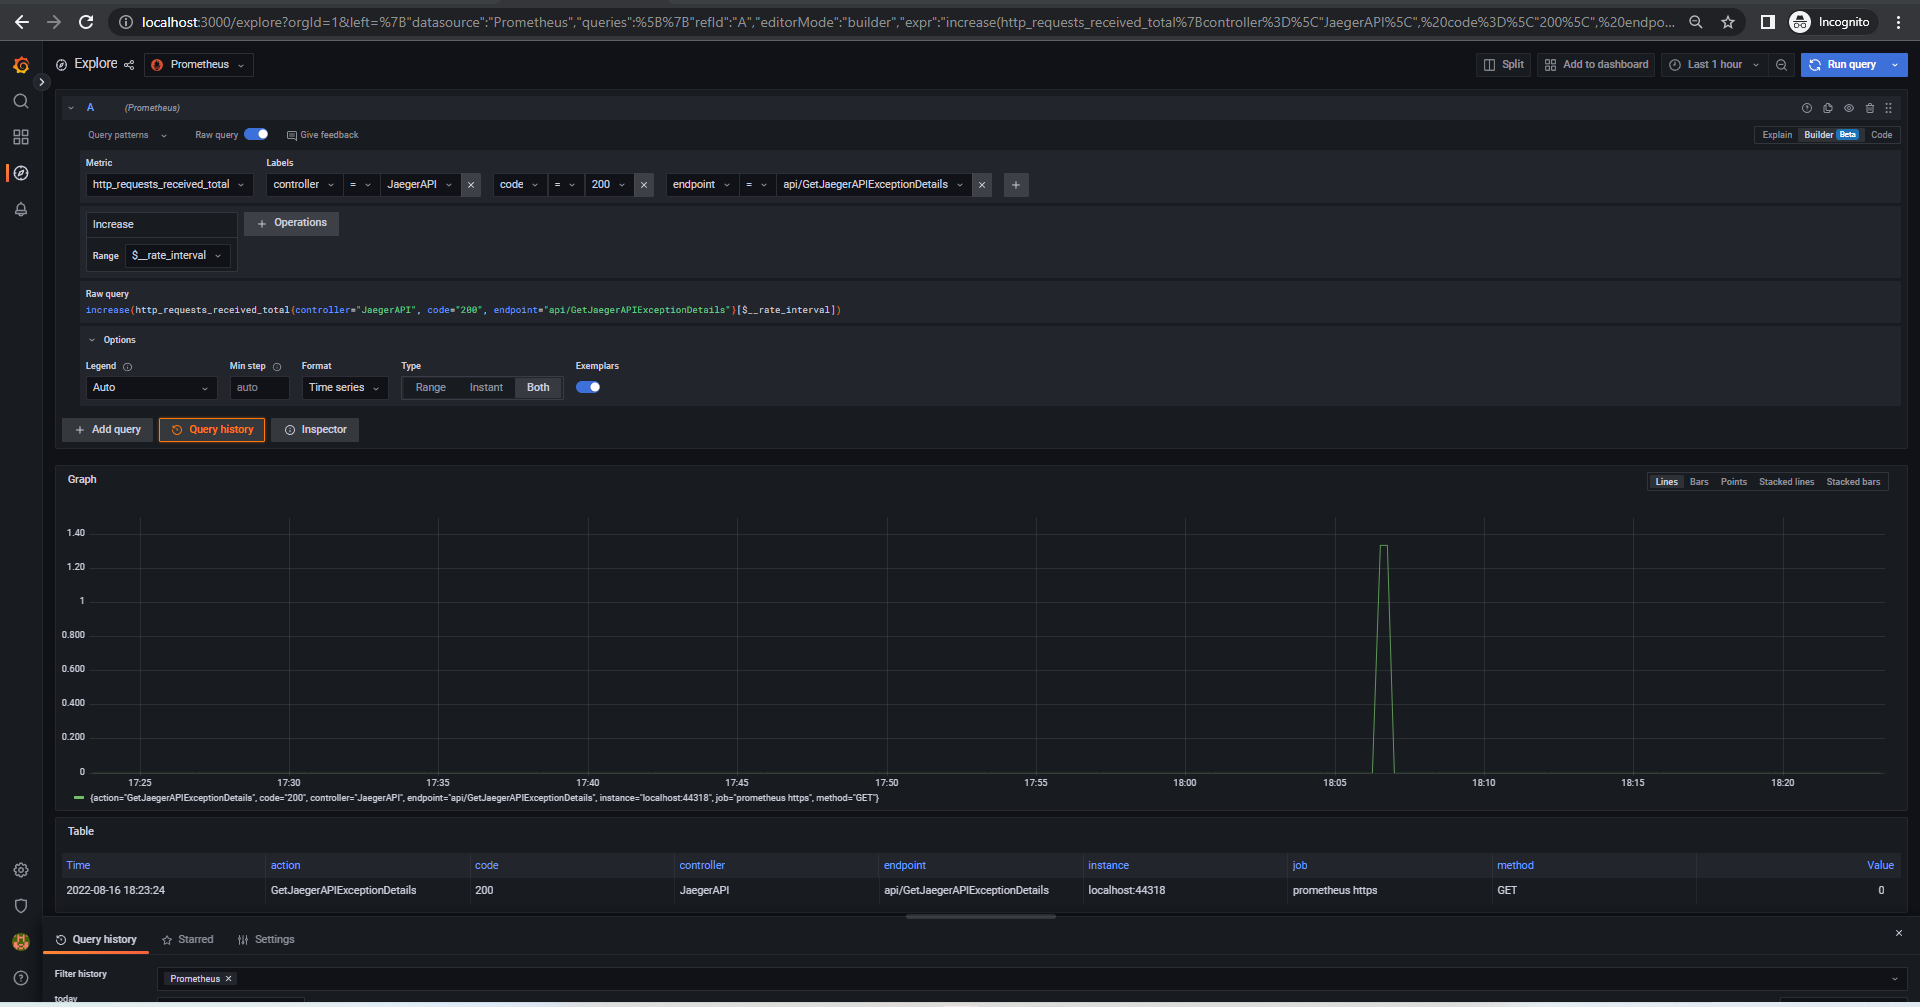 localhost:3000/explore?orgId=1&left=%7B"datasource":"Prometheus","queries":%5B%7B"refId":"A","editorMode":"builder","expr":"increase(http_requests_received_total%7Bcontroller%3D%5C"JaegerAPI%5C",%20code%3D%5C"200%5C",%20endpo...
Incognito
Explore Prometheus Split Add to dashboard Last 1 hour Run query
A (Prometheus)
Query patterns Raw query Give feedback Explain Builder Beta Code
Metric Labels
http_requests_received_total controller = JaegerAPI code = 200 endpoint = api/GetJaegerAPIExceptionDetails
Increase + Operations
Range $__rate_interval
Raw query
increase(http_requests_received_total{controller="JaegerAPI", code="200", endpoint="api/GetJaegerAPIExceptionDetails"}[$__rate_interval])
Options
Legend Min step Format Type Exemplars
Auto auto Time series Range Instant Both
+ Add query Query history Inspector
Graph
Lines Bars Points Stacked lines Stacked bars
1.40
1.20
1
0.800
0.600
0.400
0.200
0
17:25 17:30 17:35 17:40 17:45 17:50 17:55 18:00 18:05 18:10 18:15 18:20
{action="GetJaegerAPIExceptionDetails", code="200", controller="JaegerAPI", endpoint="api/GetJaegerAPIExceptionDetails", instance="localhost:44318", job="prometheus https", method="GET"}
Table
Time action code controller endpoint instance job method Value
2022-08-16 18:23:24 GetJaegerAPIExceptionDetails 200 JaegerAPI api/GetJaegerAPIExceptionDetails localhost:44318 prometheus https GET 0
Query history Starred Settings
Filter history Prometheus
today